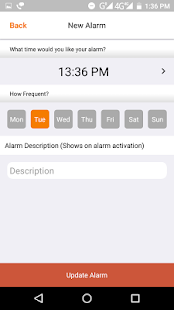 G 4G 1:36 PM
Back New Alarm
What time would you like your alarm?
13:36 PM
How Frequent?
Mon Tue Wed Thu Fri Sat Sun
Alarm Description (Shows on alarm activation)
Description
Update Alarm